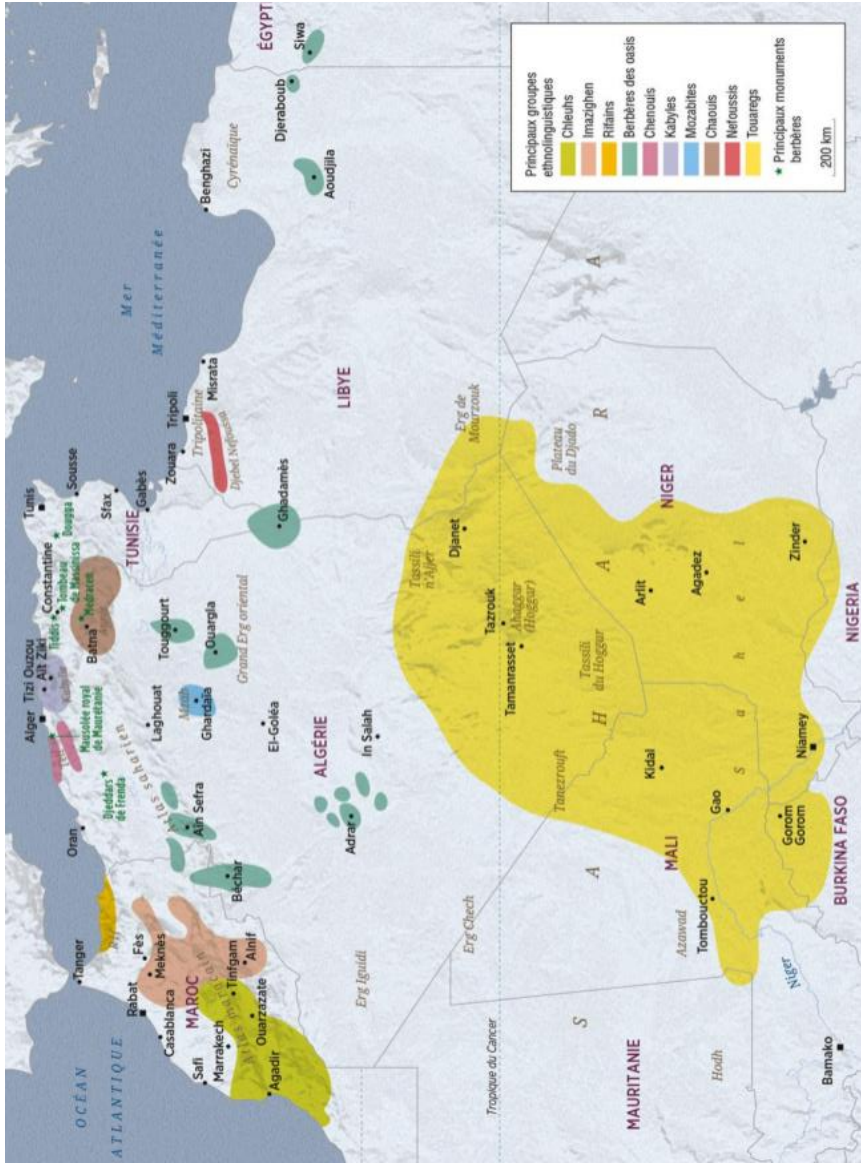 OCÉAN
ATLANTIQUE
Mer
Méditerranée
Tanger
Rabat
Casablanca
Fès
Meknès
Safi
Marrakech
MAROC
Rif
Atlas marocain
Tinfgam
Alnif
Ouarzazate
Agadir
Oran
Alger
Tizi Ouzou
Aït Ziki
Kabylie
Mausolée royal
de Maurétanie
Djeddars
de Frenda
Atlas saharien
Constantine
Tiddis
Tombeau
de Massinissa
Medracen
Batna
Dougga
Tunis
Sousse
Sfax
Gabès
TUNISIE
Laghouat
Mzab
Ghardaïa
Touggourt
Ouargla
Grand Erg oriental
El-Goléa
Aïn Sefra
Béchar
ALGÉRIE
Adrar
In Salah
Ghadamès
Zouara
Tripoli
Tripolitaine
Djebel Nefoussa
Misrata
LIBYE
Benghazi
Cyrénaïque
Aoudjila
Djeraboub
Siwa
ÉGYPTE
Erg Iguidi
Erg Chech
Tropique du Cancer
Tanezrouft
Tassili
n'Ajjer
Djanet
Erg de
Mourzouk
Tazrouk
Ahaggar
(Hoggar)
Tamanrasset
Tassili
du Hoggar
Plateau
du Djado
S A H A R A
MAURITANIE
Hodh
MALI
Azawad
Tombouctou
Gao
Kidal
Arlit
Agadez
NIGER
Zinder
Sahel
Niamey
Gorom
Gorom
BURKINA FASO
NIGERIA
Niger
Bamako
Principaux groupes
ethnolinguistiques
Chleuhs
Imazighen
Rifains
Berbères des oasis
Chenouis
Kabyles
Mozabites
Chaouis
Nefoussis
Touaregs
Principaux monuments
berbères
200 km